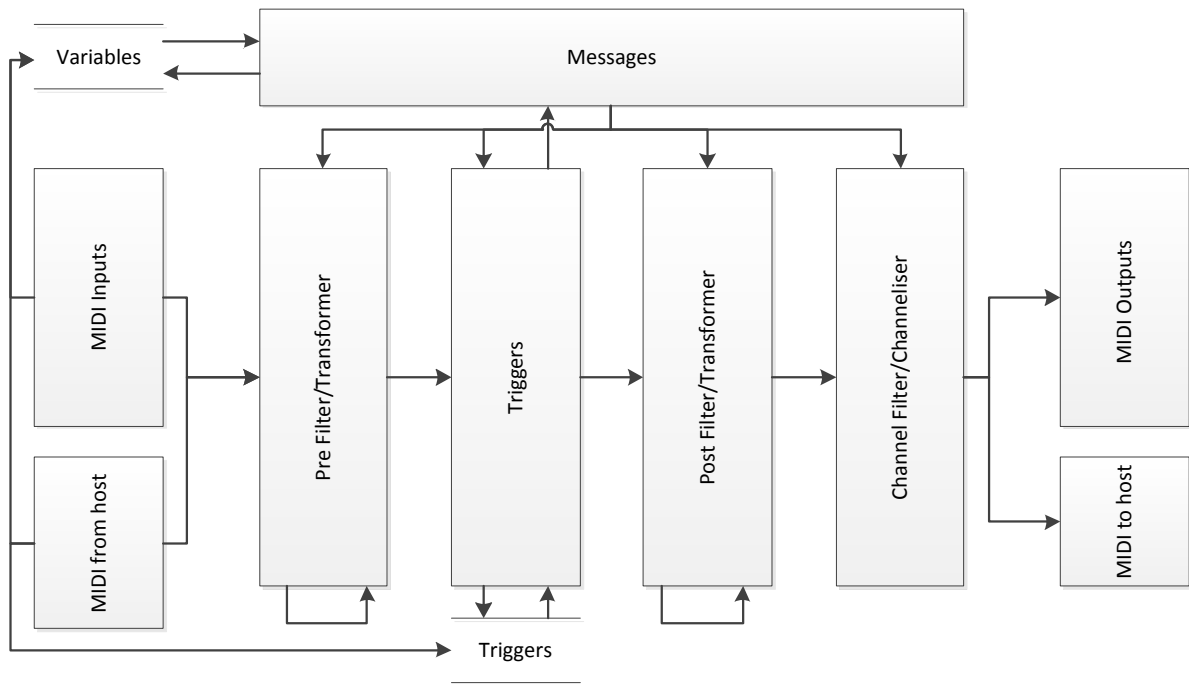 Variables
Messages
MIDI Inputs
MIDI from host
Pre Filter/Transformer
Triggers
Post Filter/Transformer
Channel Filter/Channeliser
MIDI Outputs
MIDI to host
Triggers